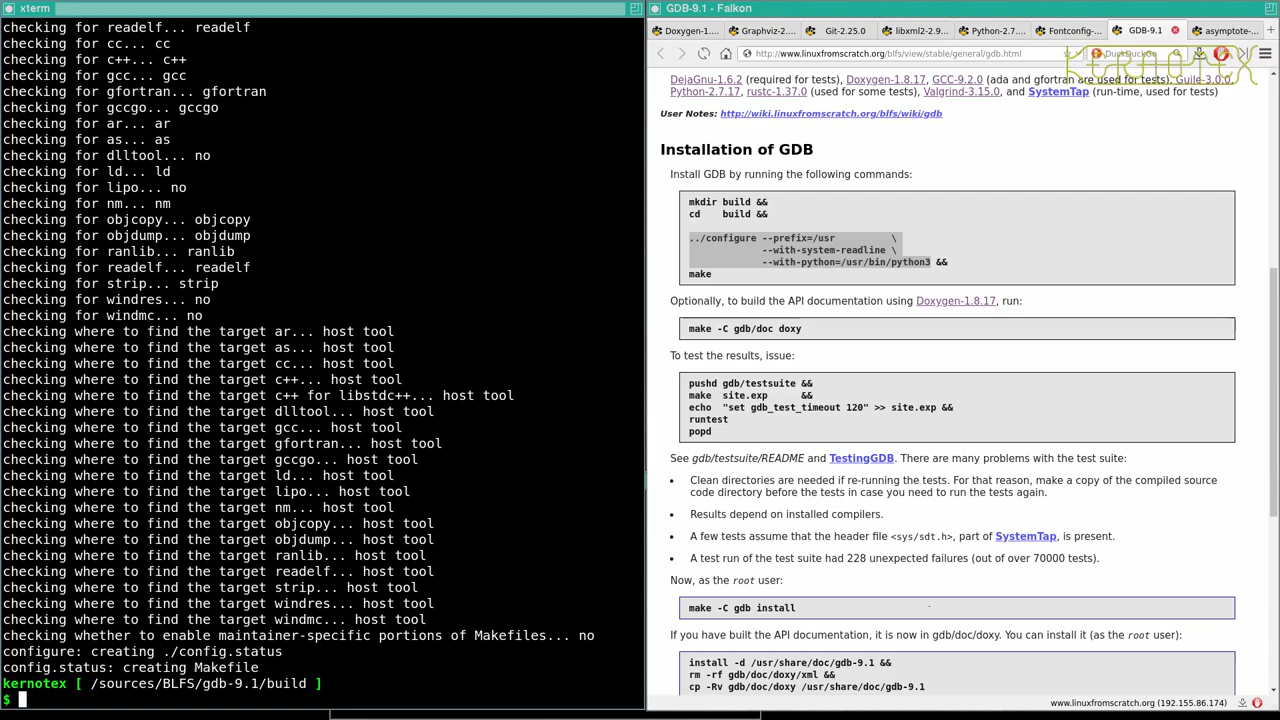 xterm
checking for readelf... readelf
checking for cc... cc
checking for c++... c++
checking for gcc... gcc
checking for gfortran... gfortran
checking for gccgo... gccgo
checking for ar... ar
checking for as... as
checking for dlltool... no
checking for ld... ld
checking for lipo... no
checking for nm... nm
checking for objcopy... objcopy
checking for objdump... objdump
checking for ranlib... ranlib
checking for readelf... readelf
checking for strip... strip
checking for windres... no
checking for windmc... no
checking where to find the target ar... host tool
checking where to find the target as... host tool
checking where to find the target cc... host tool
checking where to find the target c++... host tool
checking where to find the target c++ for libstdc++... host tool
checking where to find the target dlltool... host tool
checking where to find the target gcc... host tool
checking where to find the target gfortran... host tool
checking where to find the target gccgo... host tool
checking where to find the target ld... host tool
checking where to find the target lipo... host tool
checking where to find the target nm... host tool
checking where to find the target objcopy... host tool
checking where to find the target objdump... host tool
checking where to find the target ranlib... host tool
checking where to find the target readelf... host tool
checking where to find the target strip... host tool
checking where to find the target windres... host tool
checking where to find the target windmc... host tool
checking whether to enable maintainer-specific portions of Makefiles... no
configure: creating ./config.status
config.status: creating Makefile
kernotex [ /sources/BLFS/gdb-9.1/build ]
$
GDB-9.1 - Falkon
Doxygen-1... Graphviz-2... Git-2.25.0 libxml2-2.9... Python-2.7.... Fontconfig-... GDB-9.1 asymptote-
http://www.linuxfromscratch.org/blfs/view/stable/general/gdb.html DuckDuckGo
KERNOTEX
DejaGnu-1.6.2 (required for tests), Doxygen-1.8.17, GCC-9.2.0 (ada and gfortran are used for tests), Guile-3.0.0,
Python-2.7.17, rustc-1.37.0 (used for some tests), Valgrind-3.15.0, and SystemTap (run-time, used for tests)
User Notes: http://wiki.linuxfromscratch.org/blfs/wiki/gdb
Installation of GDB
Install GDB by running the following commands:
mkdir build &&
cd    build &&
../configure --prefix=/usr          \
--with-system-readline \
--with-python=/usr/bin/python3 &&
make
Optionally, to build the API documentation using Doxygen-1.8.17, run:
make -C gdb/doc doxy
To test the results, issue:
pushd gdb/testsuite &&
make  site.exp      &&
echo  "set gdb_test_timeout 120" >> site.exp &&
runtest
popd
See gdb/testsuite/README and TestingGDB. There are many problems with the test suite:
• Clean directories are needed if re-running the tests. For that reason, make a copy of the compiled source
code directory before the tests in case you need to run the tests again.
• Results depend on installed compilers.
• A few tests assume that the header file <sys/sdt.h>, part of SystemTap, is present.
• A test run of the test suite had 228 unexpected failures (out of over 70000 tests).
Now, as the root user:
make -C gdb install
If you have built the API documentation, it is now in gdb/doc/doxy. You can install it (as the root user):
install -d /usr/share/doc/gdb-9.1 &&
rm -rf gdb/doc/doxy/xml &&
cp -Rv gdb/doc/doxy /usr/share/doc/gdb-9.1
www.linuxfromscratch.org (192.155.86.174)